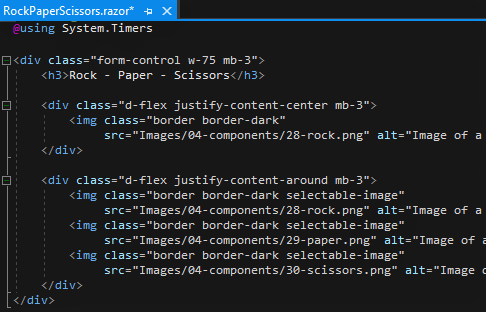 RockPaperScissors.razor*
@using System.Timers
<div class="form-control w-75 mb-3">
<h3>Rock - Paper - Scissors</h3>
<div class="d-flex justify-content-center mb-3">
<img class="border border-dark"
src="Images/04-components/28-rock.png" alt="Image of a
</div>
<div class="d-flex justify-content-around mb-3">
<img class="border border-dark selectable-image"
src="Images/04-components/28-rock.png" alt="Image of a
<img class="border border-dark selectable-image"
src="Images/04-components/29-paper.png" alt="Image of a
<img class="border border-dark selectable-image"
src="Images/04-components/30-scissors.png" alt="Image
</div>
</div>